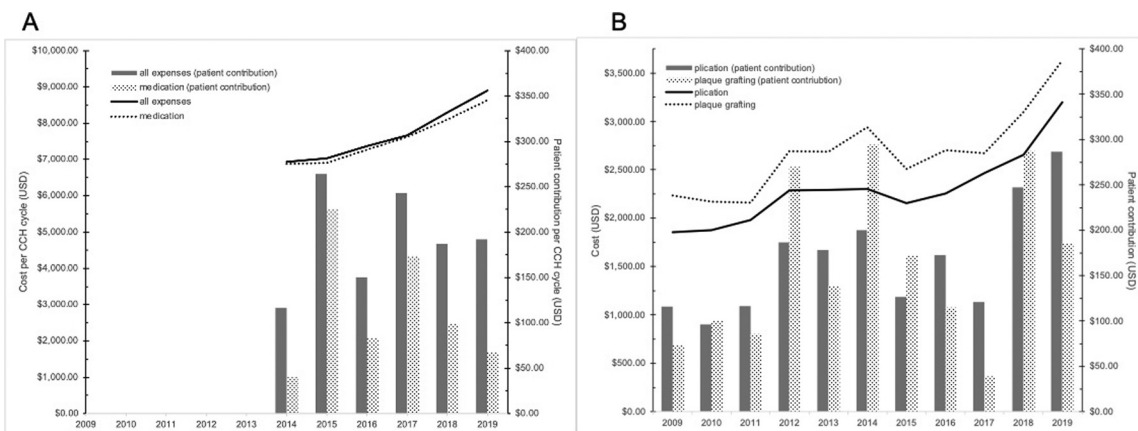 A
$10,000.00
$9,000.00
$8,000.00
$7,000.00
$6,000.00
$5,000.00
$4,000.00
$3,000.00
$2,000.00
$1,000.00
$0.00
Cost per CCH cycle (USD)
all expenses (patient contribution)
medication (patient contribution)
all expenses
medication
$400.00
$350.00
$300.00
$250.00
$200.00
$150.00
$100.00
$50.00
$0.00
Patient contribution per CCH cycle (USD)
2009 2010 2011 2012 2013 2014 2015 2016 2017 2018 2019
B
$3,500.00
$3,000.00
$2,500.00
$2,000.00
$1,500.00
$1,000.00
$500.00
$0.00
Cost (USD)
plication (patient contribution)
plaque grafting (patient contriubtion)
plication
plaque grafting
$400.00
$350.00
$300.00
$250.00
$200.00
$150.00
$100.00
$50.00
$0.00
Patient contribution (USD)
2009 2010 2011 2012 2013 2014 2015 2016 2017 2018 2019